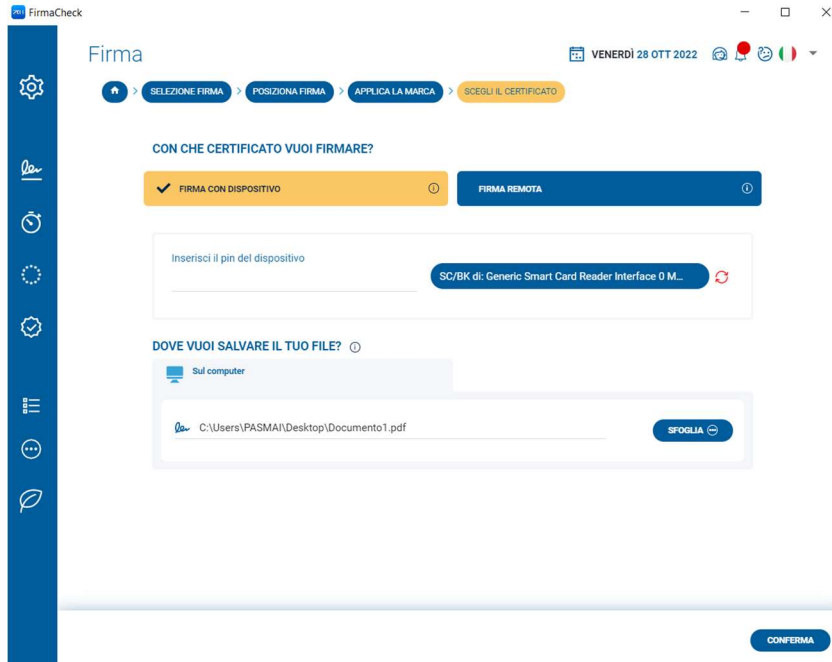 FirmaCheck
Firma
VENERDÌ 28 OTT 2022
SELEZIONE FIRMA > POSIZIONA FIRMA > APPLICA LA MARCA > SCEGLI IL CERTIFICATO
CON CHE CERTIFICATO VUOI FIRMARE?
FIRMA CON DISPOSITIVO
FIRMA REMOTA
Inserisci il pin del dispositivo
SC/BK di: Generic Smart Card Reader Interface 0 M...
DOVE VUOI SALVARE IL TUO FILE?
Sul computer
C:\Users\PASMAI\Desktop\Documento1.pdf
SFOGLIA
CONFERMA